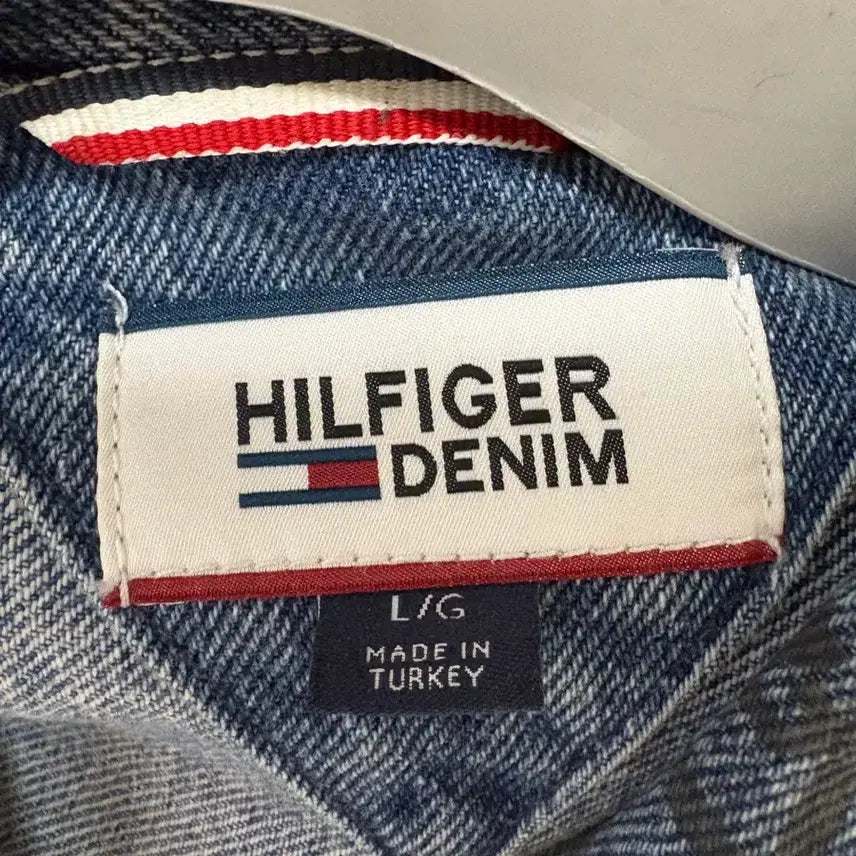 HILFIGER
DENIM
L/G
MADE IN
TURKEY